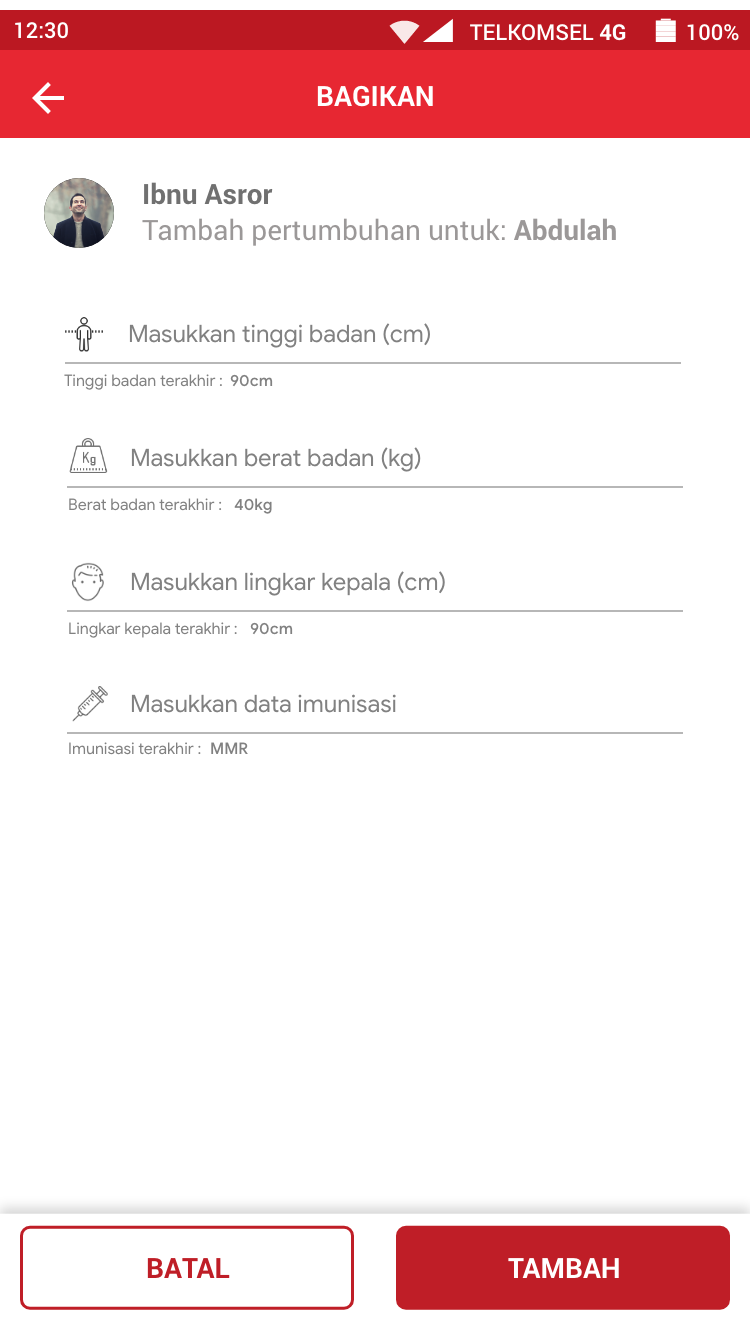 12:30 TELKOMSEL 4G 100%
BAGIKAN
Ibnu Asror
Tambah pertumbuhan untuk: Abdulah
Masukkan tinggi badan (cm)
Tinggi badan terakhir : 90cm
Kg Masukkan berat badan (kg)
Berat badan terakhir : 40kg
Masukkan lingkar kepala (cm)
Lingkar kepala terakhir : 90cm
Masukkan data imunisasi
Imunisasi terakhir : MMR
BATAL TAMBAH